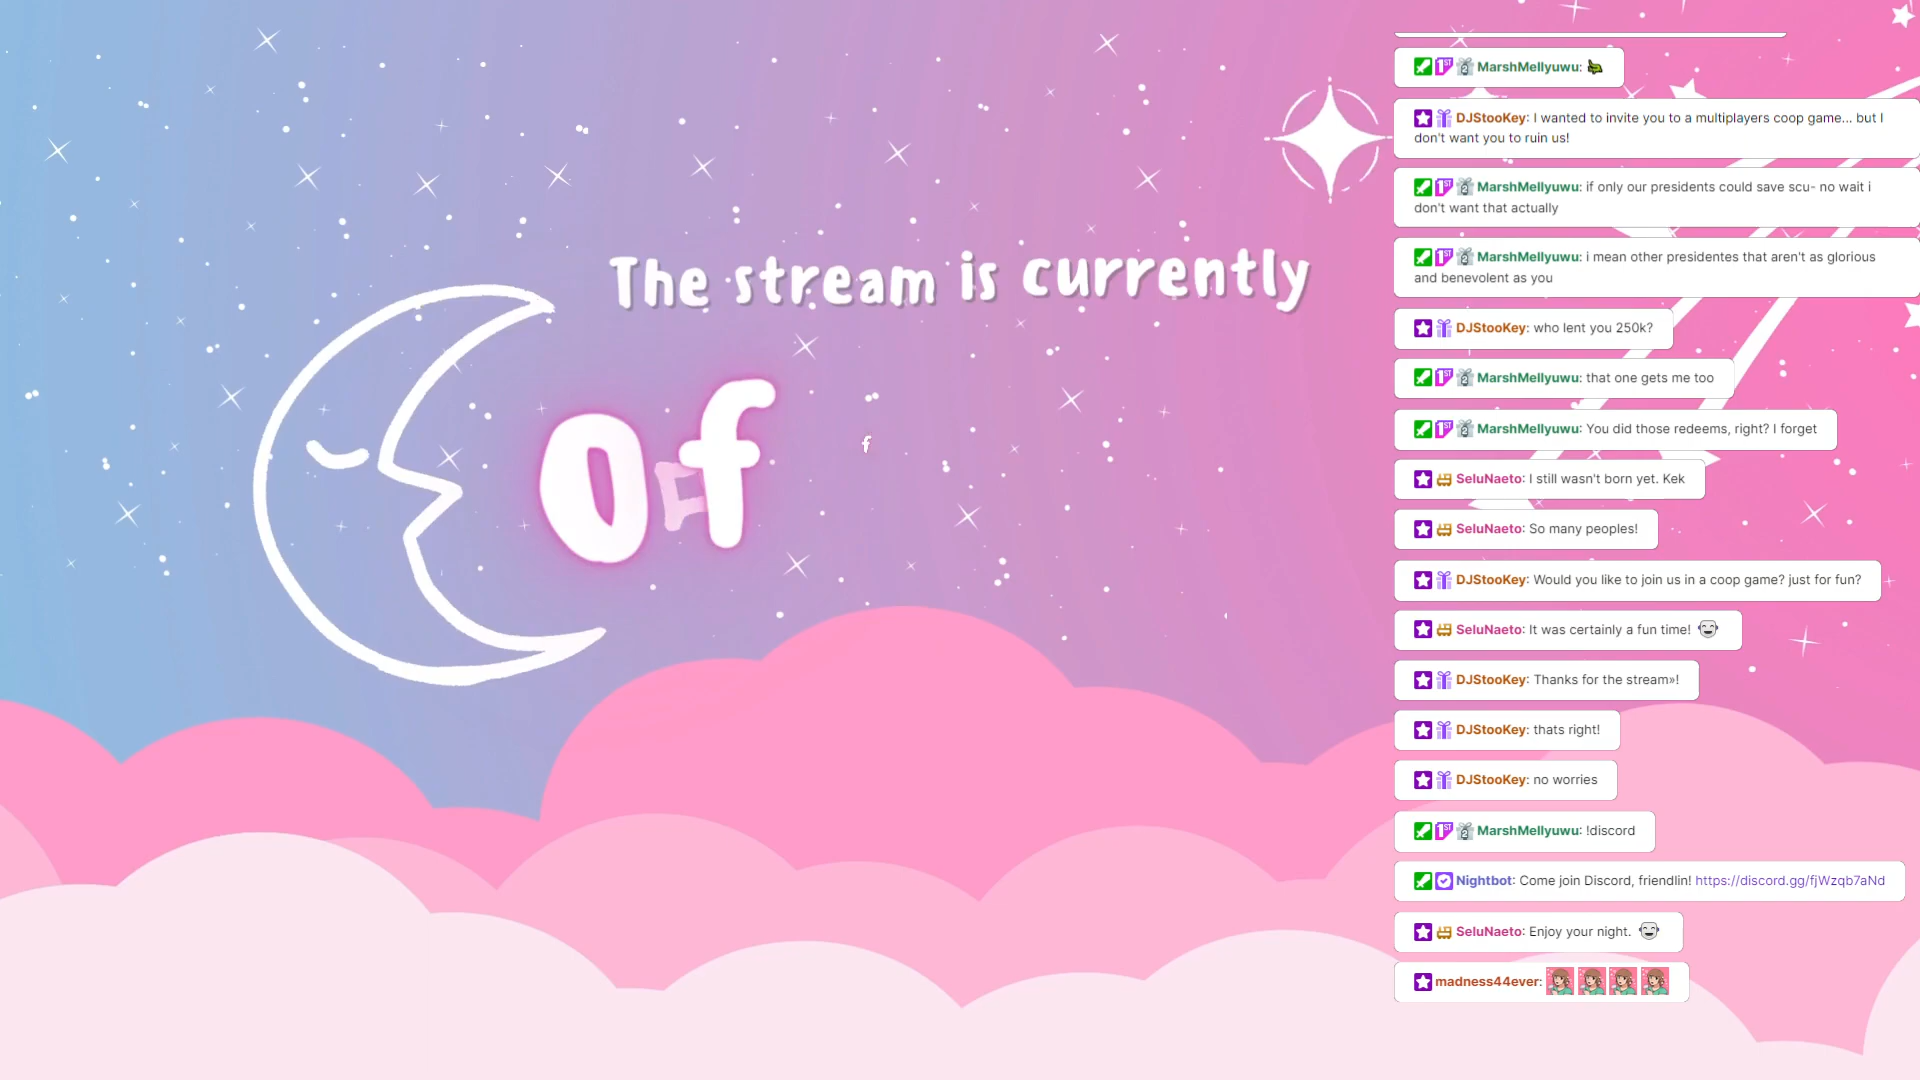 The stream is currently
Of
f
MarshMellyuwu:
DJStooKey: I wanted to invite you to a multiplayers coop game... but I
don't want you to ruin us!
MarshMellyuwu: if only our presidents could save scu- no wait i
don't want that actually
MarshMellyuwu: i mean other presidentes that aren't as glorious
and benevolent as you
DJStooKey: who lent you 250k?
MarshMellyuwu: that one gets me too
MarshMellyuwu: You did those redeems, right? I forget
SeluNaeto: I still wasn't born yet. Kek
SeluNaeto: So many peoples!
DJStooKey: Would you like to join us in a coop game? just for fun?
SeluNaeto: It was certainly a fun time!
DJStooKey: Thanks for the stream»!
DJStooKey: thats right!
DJStooKey: no worries
MarshMellyuwu: !discord
Nightbot: Come join Discord, friendlin! https://discord.gg/fjWzqb7aNd
SeluNaeto: Enjoy your night.
madness44ever: